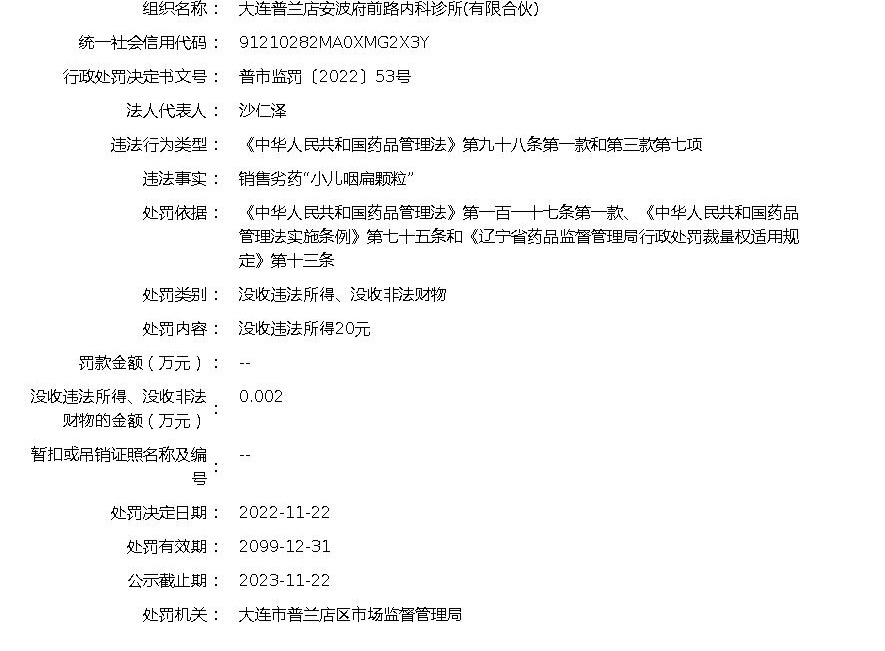 组织名称： 大连普兰店安波府前路内科诊所(有限合伙)
统一社会信用代码： 91210282MA0XMG2X3Y
行政处罚决定书文号： 普市监罚〔2022〕53号
法人代表人： 沙仁泽
违法行为类型： 《中华人民共和国药品管理法》第九十八条第一款和第三款第七项
违法事实： 销售劣药“小儿咽扁颗粒”
处罚依据： 《中华人民共和国药品管理法》第一百一十七条第一款、《中华人民共和国药品
管理法实施条例》第七十五条和《辽宁省药品监督管理局行政处罚裁量权适用规
定》第十三条
处罚类别： 没收违法所得、没收非法财物
处罚内容： 没收违法所得20元
罚款金额（万元）： --
没收违法所得、没收非法 0.002
财物的金额（万元）：
暂扣或吊销证照名称及编 --
号：
处罚决定日期： 2022-11-22
处罚有效期： 2099-12-31
公示截止期： 2023-11-22
处罚机关： 大连市普兰店区市场监督管理局